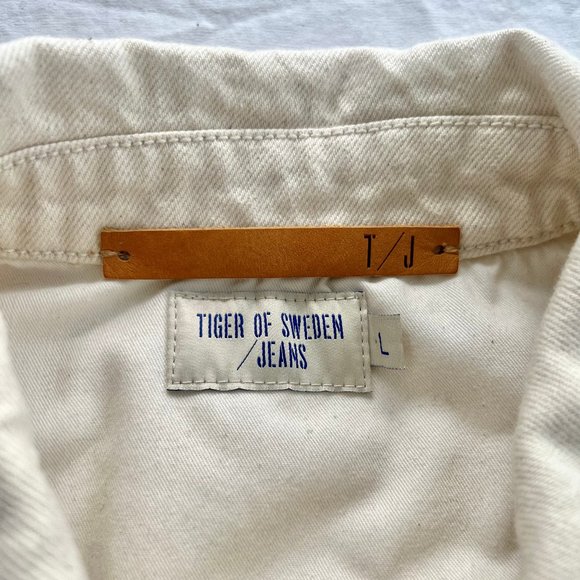 T/J
TIGER OF SWEDEN
/JEANS
L